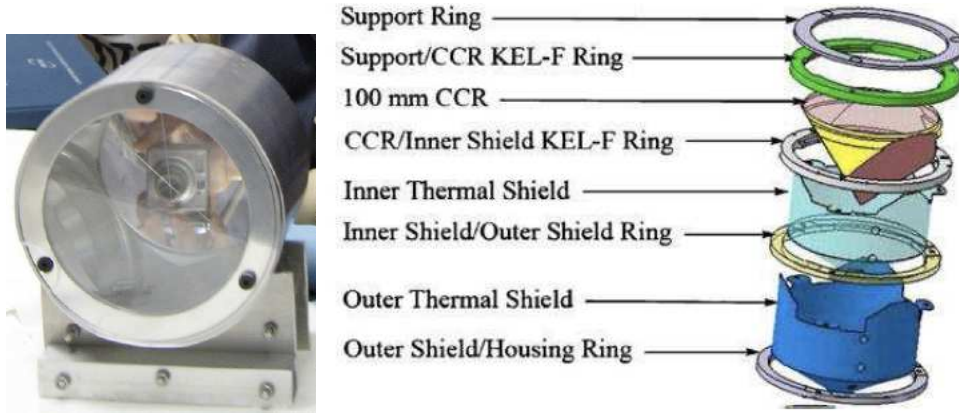 Support Ring
Support/CCR KEL-F Ring
100 mm CCR
CCR/Inner Shield KEL-F Ring
Inner Thermal Shield
Inner Shield/Outer Shield Ring
Outer Thermal Shield
Outer Shield/Housing Ring